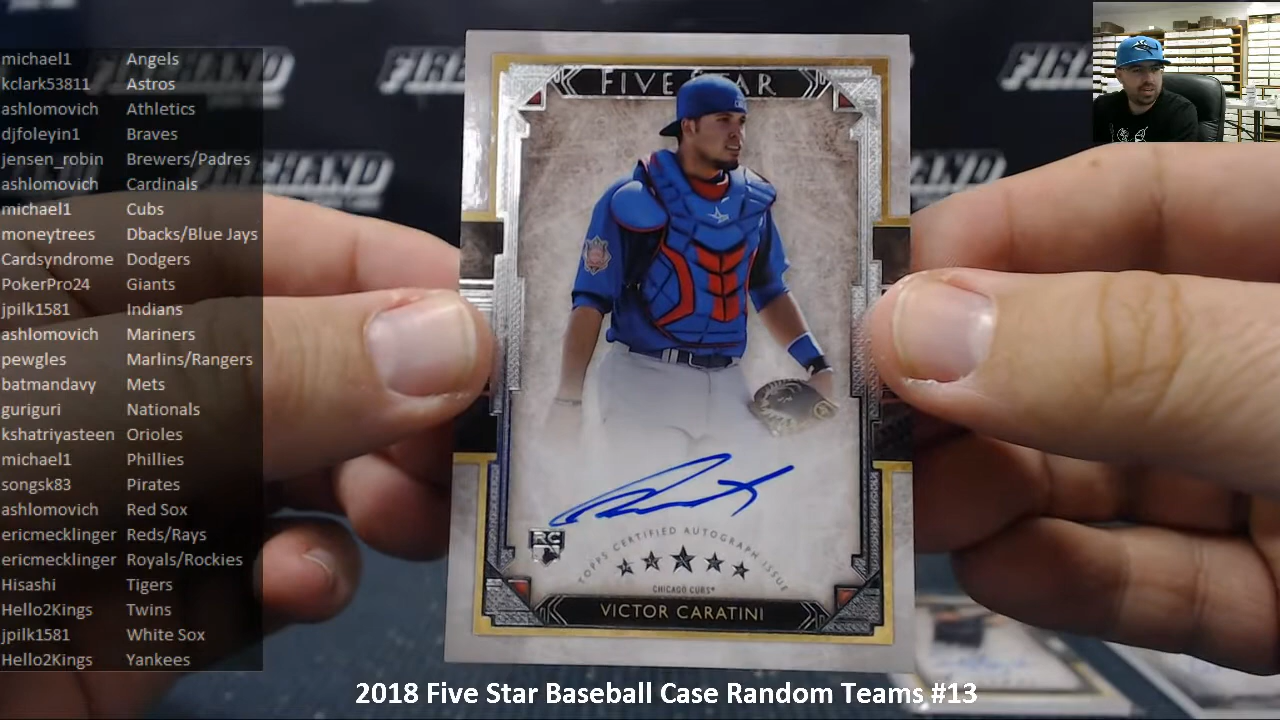 michael1 Angels
kclark53811 Astros
ashlomovich Athletics
djfoleyin1 Braves
jensen_robin Brewers/Padres
ashlomovich Cardinals
michael1 Cubs
moneytrees Dbacks/Blue Jays
Cardsyndrome Dodgers
PokerPro24 Giants
jpilk1581 Indians
ashlomovich Mariners
pewgles Marlins/Rangers
batmandavy Mets
guriguri Nationals
kshatriyasteen Orioles
michael1 Phillies
songsk83 Pirates
ashlomovich Red Sox
ericmecklinger Reds/Rays
ericmecklinger Royals/Rockies
Hisashi Tigers
Hello2Kings Twins
jpilk1581 White Sox
Hello2Kings Yankees
FIVE STAR
RC
TOPPS CERTIFIED AUTOGRAPH ISSUE
CHICAGO CUBS®
VICTOR CARATINI
2018 Five Star Baseball Case Random Teams #13